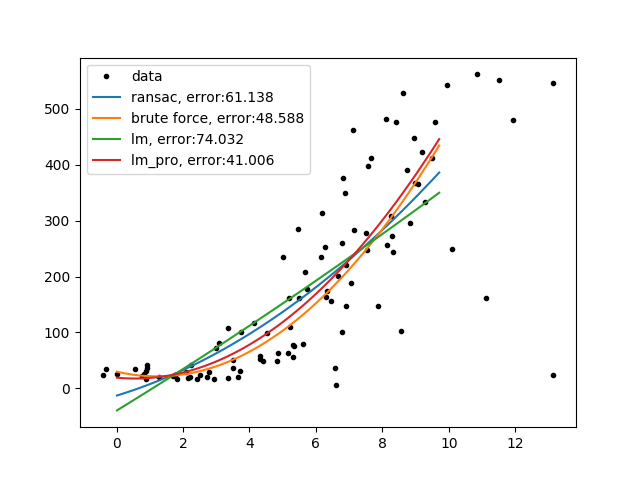 data
ransac, error:61.138
brute force, error:48.588
lm, error:74.032
lm_pro, error:41.006
500
400
300
200
100
0
0 2 4 6 8 10 12